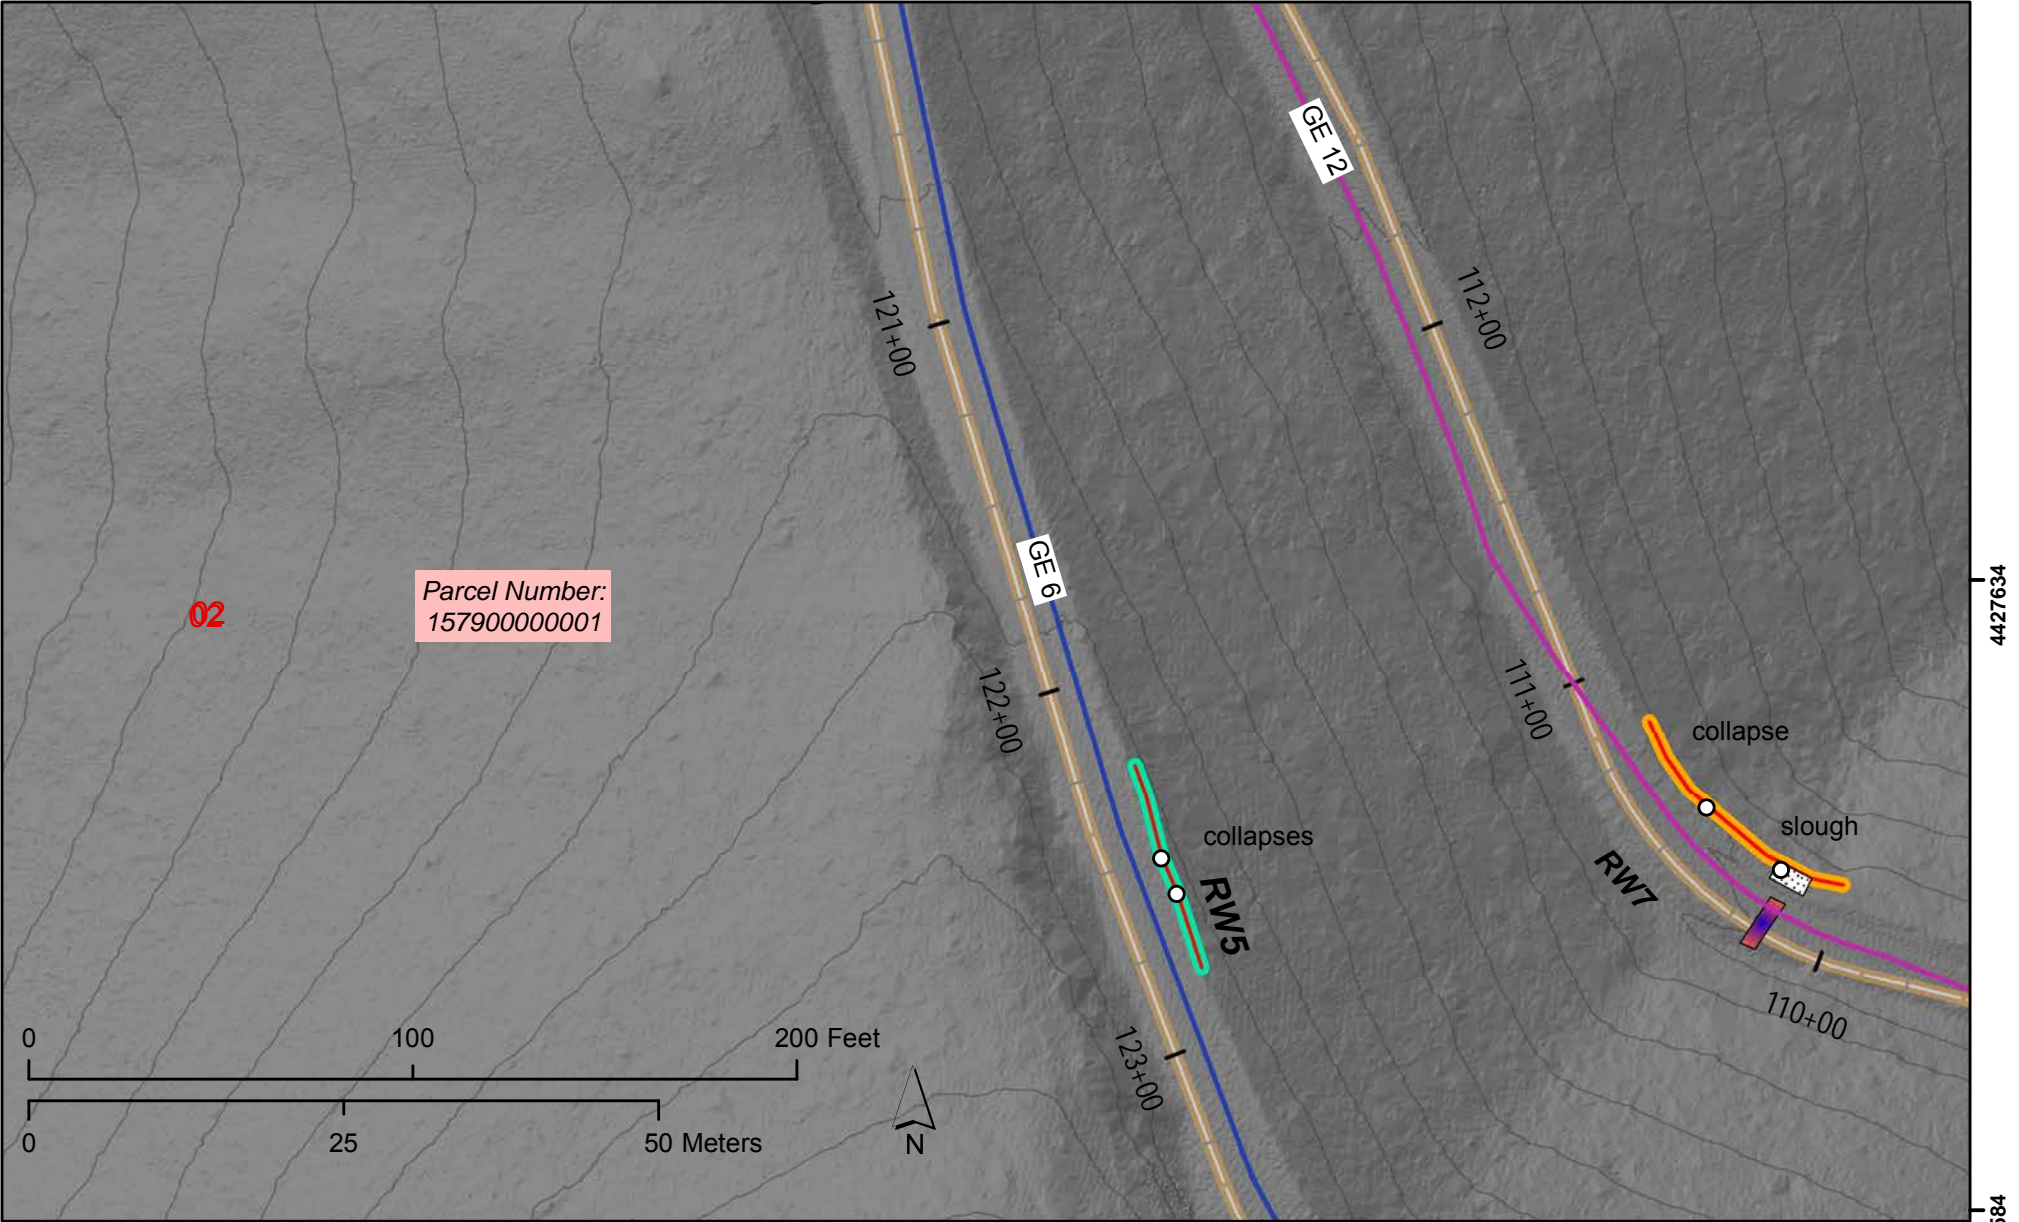 GE 12
112+00
121+00
GE 6
4427634
02
Parcel Number:
157900000001
122+00
111+00
collapse
slough
collapses
RW5
RW7
110+00
0
100
200 Feet
123+00
0
25
50 Meters
N